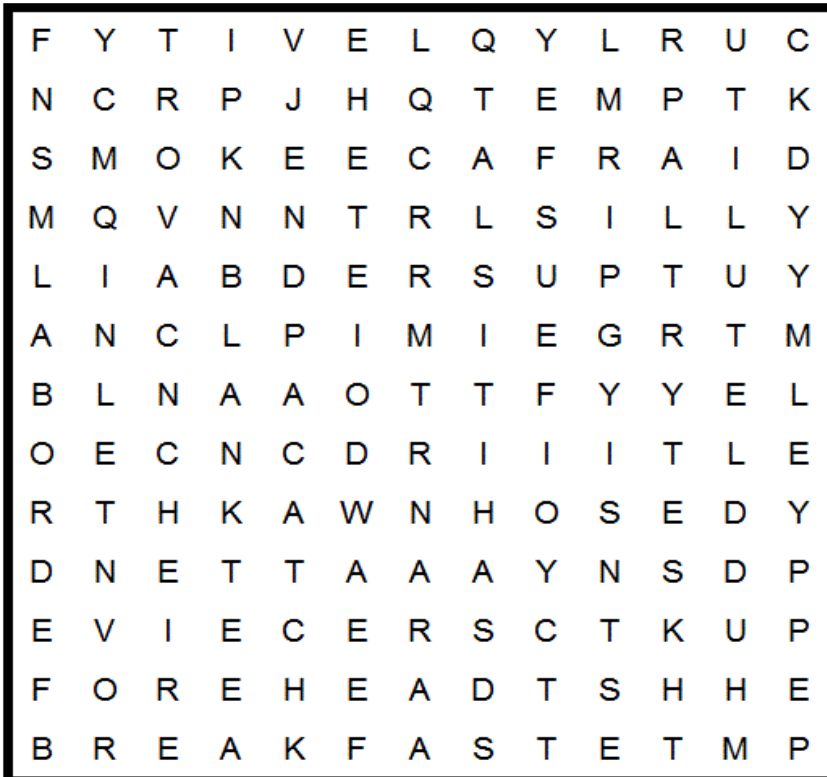 F Y T I V E L Q Y L R U C
N C R P J H Q T E M P T K
S M O K E E C A F R A I D
M Q V N N T R L S I L L Y
L I A B D E R S U P T U Y
A N C L P I M I E G R T M
B L N A A O T T F Y Y E L
O E C N C D R I I I T L E
R T H K A W N H O S E D Y
D N E T T A A A Y N S D P
E V I E C E R S C T K U P
F O R E H E A D T S H H E
B R E A K F A S T E T M P